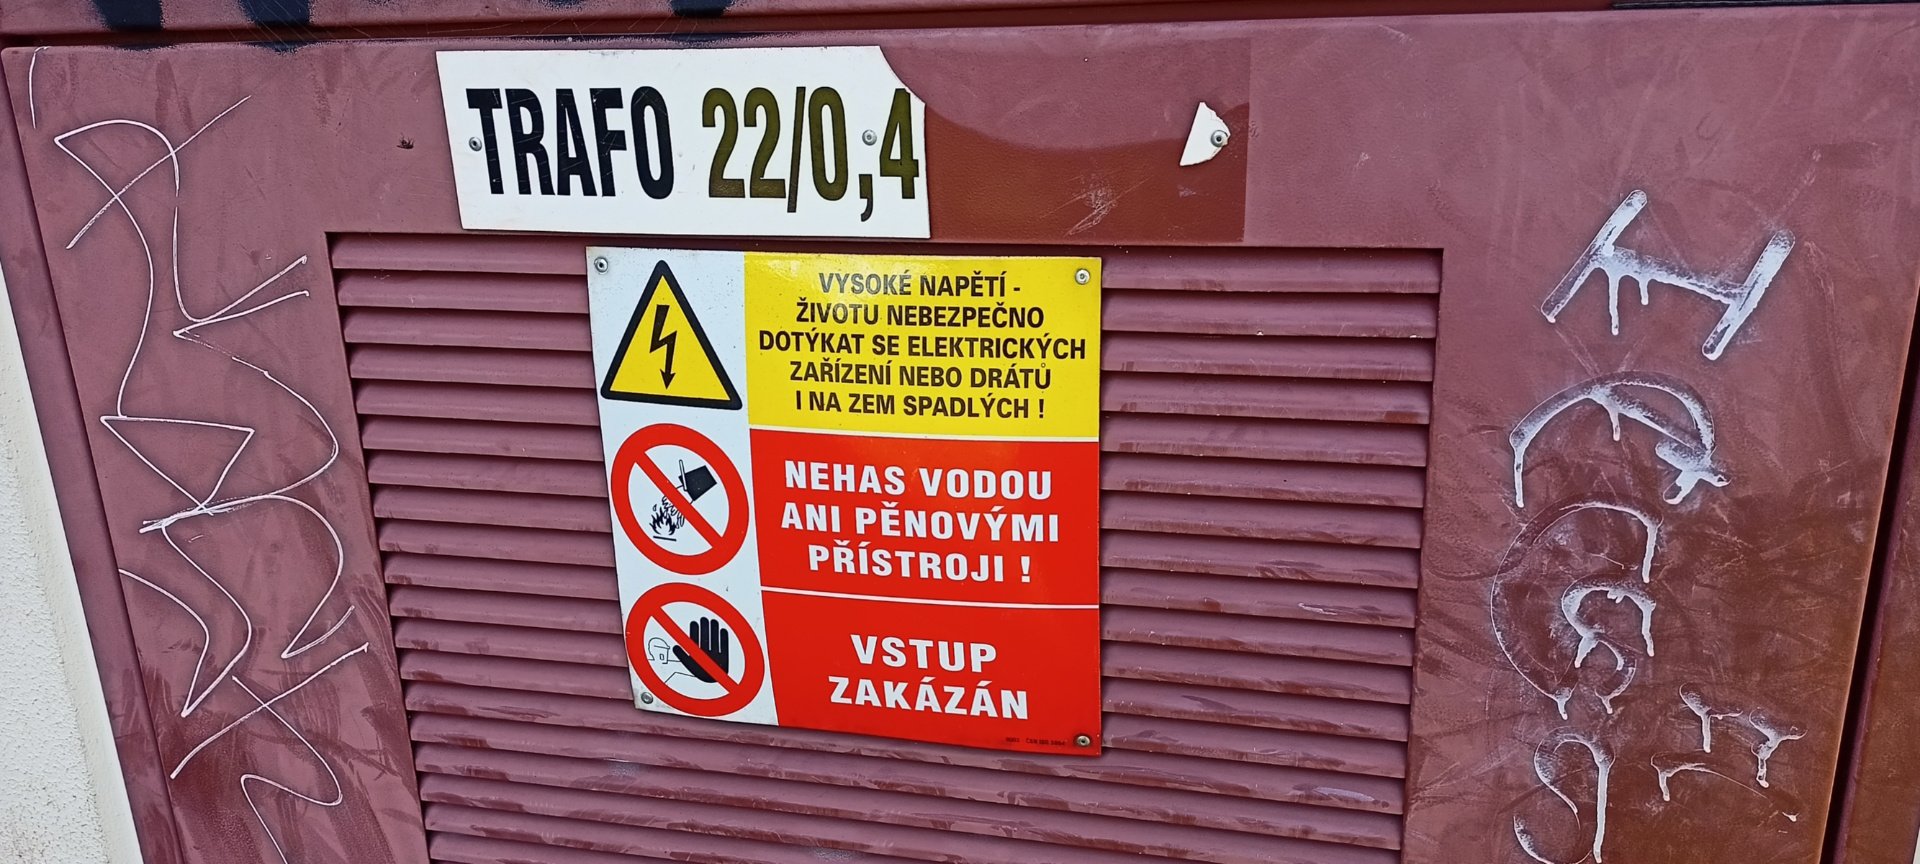 TRAFO 22/0,4
VYSOKÉ NAPĚTÍ -
ŽIVOTU NEBEZPEČNO
DOTÝKAT SE ELEKTRICKÝCH
ZAŘÍZENÍ NEBO DRÁTŮ
I NA ZEM SPADLÝCH !
NEHAS VODOU
ANI PĚNOVÝMI
PŘÍSTROJI !
VSTUP
ZAKÁZÁN